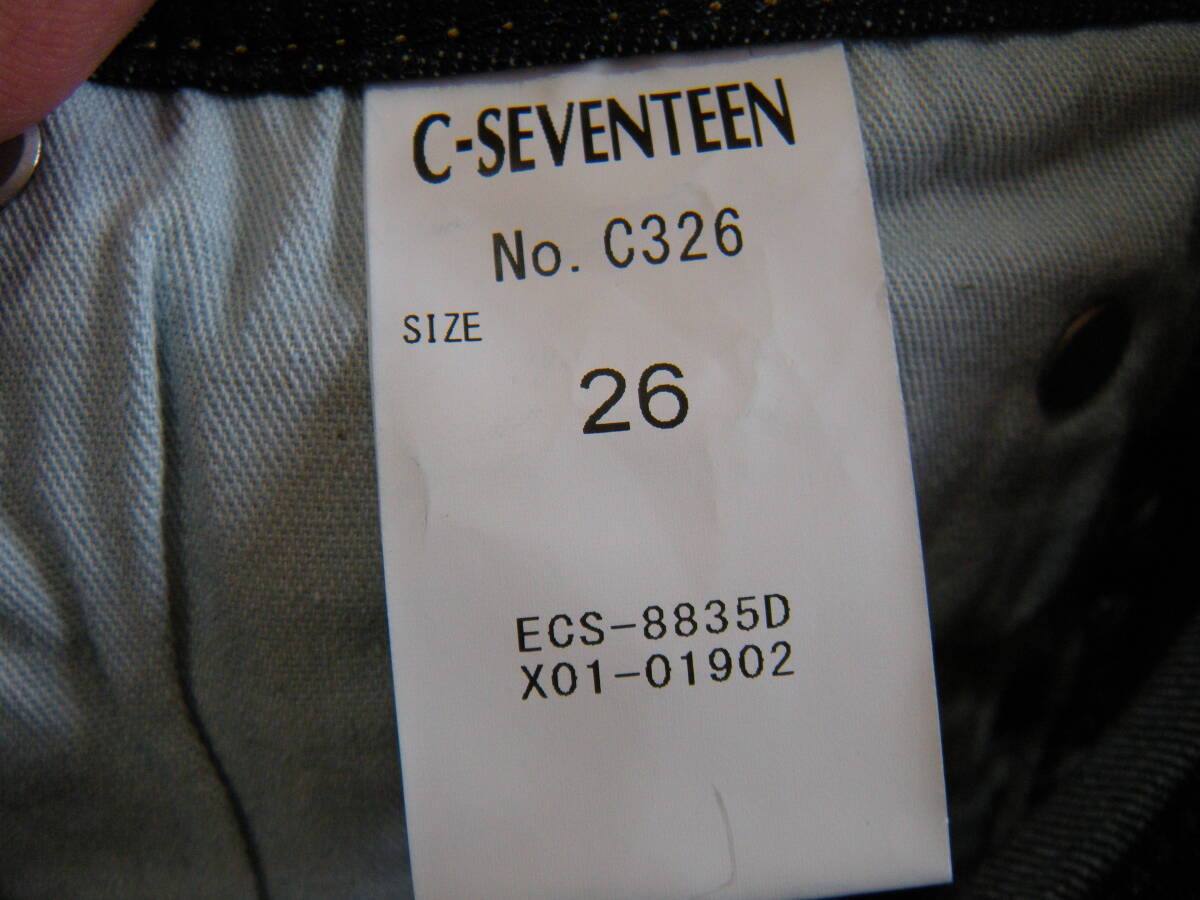 C-SEVENTEEN
No. C326
SIZE
26
ECS-8835D
X01-01902